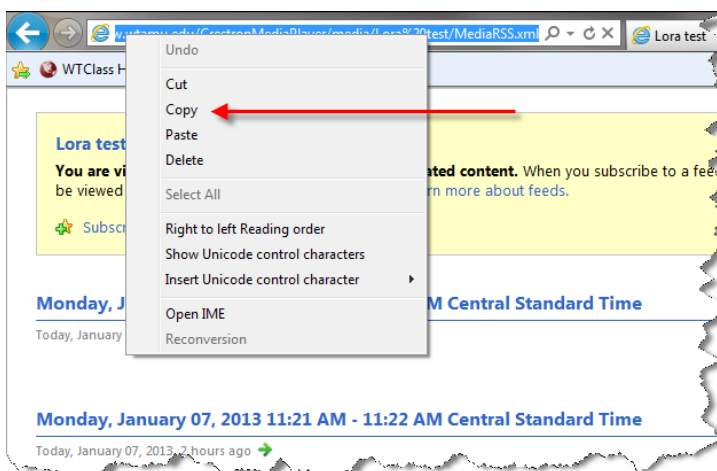 w.wtamu.edu/CrestronMediaPlayer/media/Lora%20test/MediaRSS.xml
Lora test
WTClass H
Undo
Cut
Copy
Paste
Delete
Select All
Right to left Reading order
Show Unicode control characters
Insert Unicode control character
Open IME
Reconversion
Lora test
You are vi ated content. When you subscribe to a fee
be viewed rn more about feeds.
Subscr
Monday, J M Central Standard Time
Today, January
Monday, January 07, 2013 11:21 AM - 11:22 AM Central Standard Time
Today, January 07, 2013, 2 hours ago